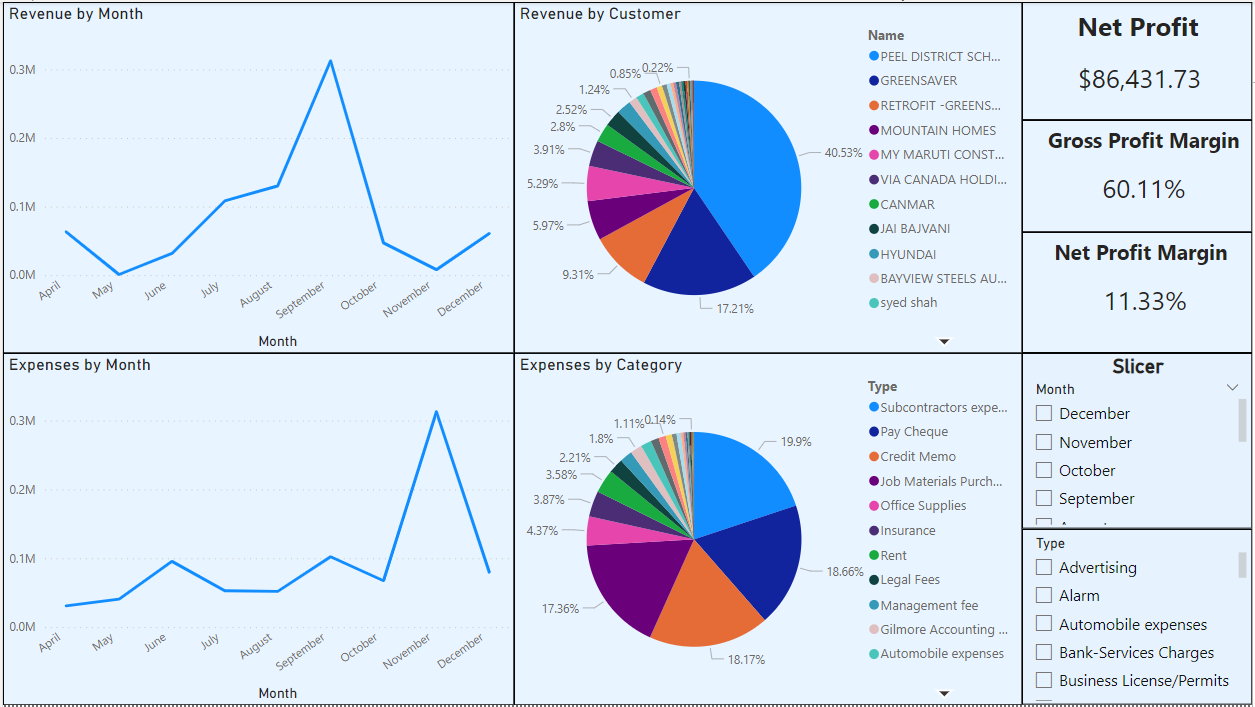 Revenue by Month
0.3M
0.2M
0.1M
0.0M
April
May
June
July
August
September
October
November
December
Month
Revenue by Customer
40.53%
17.21%
9.31%
5.97%
5.29%
3.91%
2.8%
2.52%
1.24%
0.85%
0.22%
Name
PEEL DISTRICT SCH...
GREENSAVER
RETROFIT -GREENS...
MOUNTAIN HOMES
MY MARUTI CONST...
VIA CANADA HOLDI...
CANMAR
JAI BAJVANI
HYUNDAI
BAYVIEW STEELS AU...
syed shah
Net Profit
$86,431.73
Gross Profit Margin
60.11%
Net Profit Margin
11.33%
Expenses by Month
0.3M
0.2M
0.1M
0.0M
April
May
June
July
August
September
October
November
December
Month
Expenses by Category
19.9%
18.66%
18.17%
17.36%
4.37%
3.87%
3.58%
2.21%
1.8%
1.11%
0.14%
Type
Subcontractors expe...
Pay Cheque
Credit Memo
Job Materials Purch...
Office Supplies
Insurance
Rent
Legal Fees
Management fee
Gilmore Accounting ...
Automobile expenses
Slicer
Month
December
November
October
September
Type
Advertising
Alarm
Automobile expenses
Bank-Services Charges
Business License/Permits